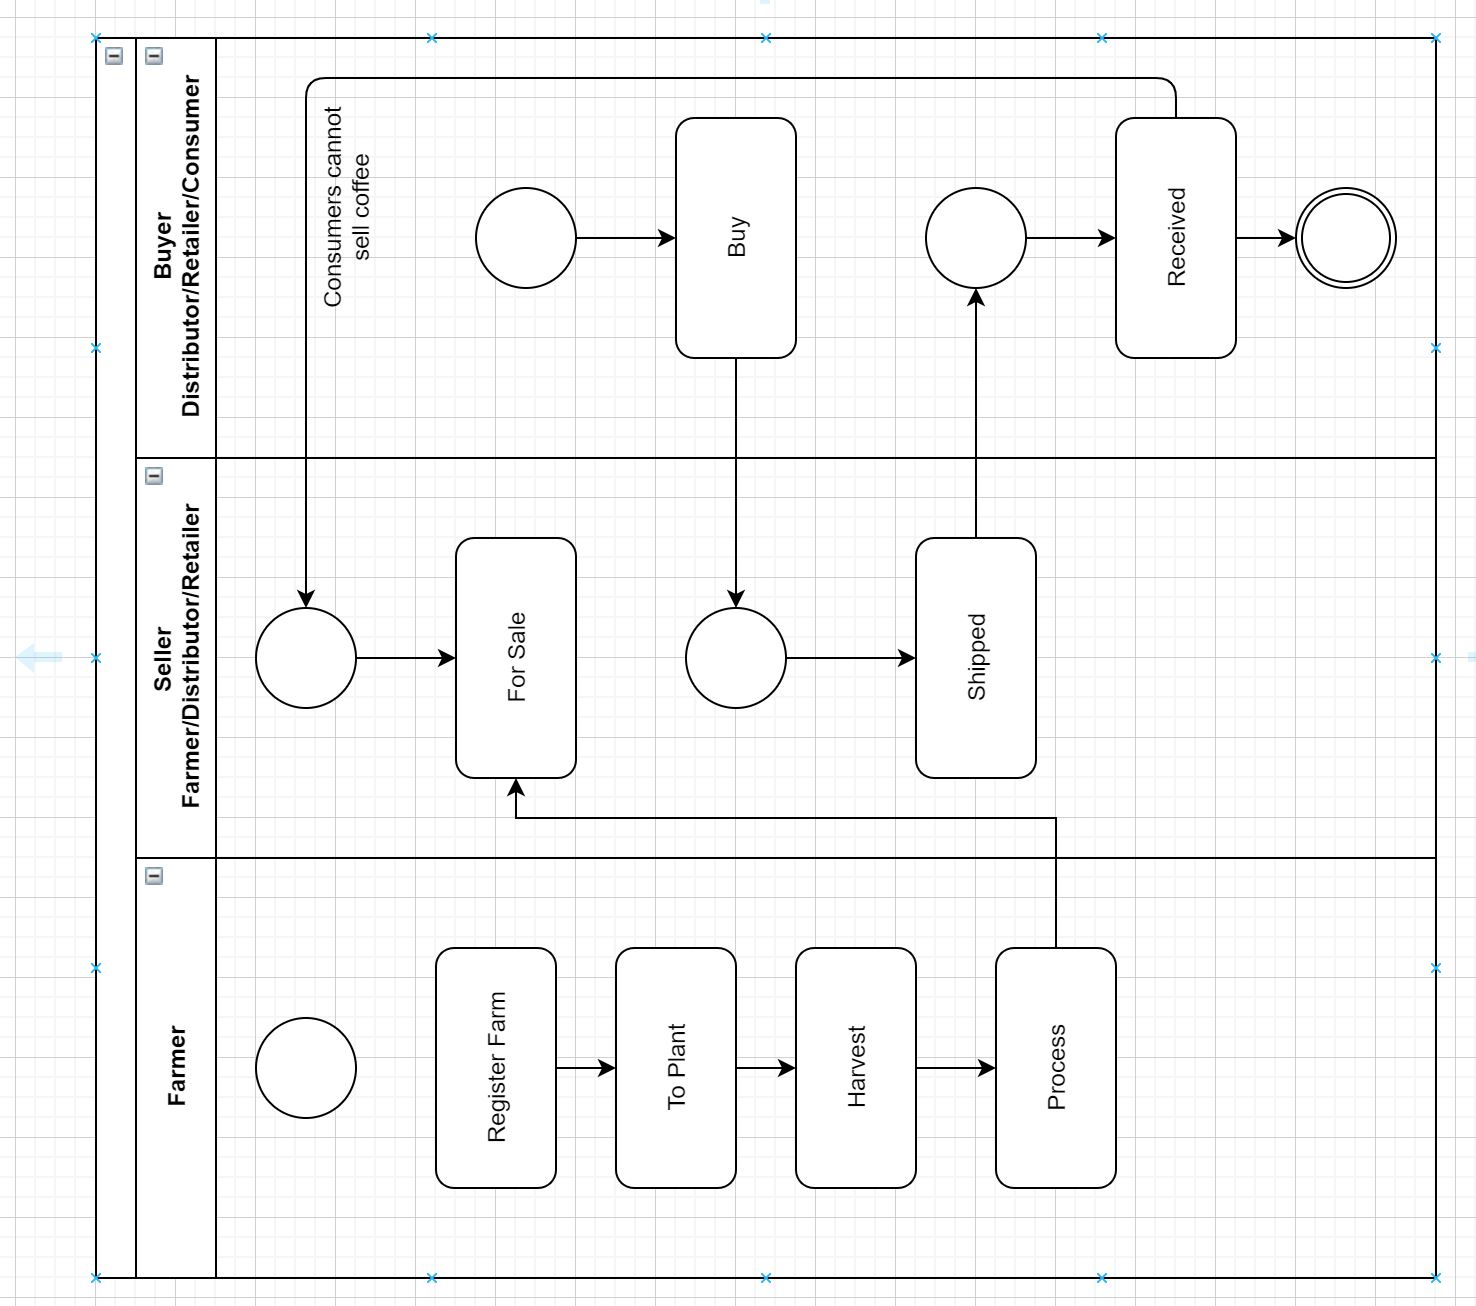 Buyer
Distributor/Retailer/Consumer
Consumers cannot
sell coffee
Buy
Received
Seller
Farmer/Distributor/Retailer
For Sale
Shipped
Farmer
Register Farm
To Plant
Harvest
Process